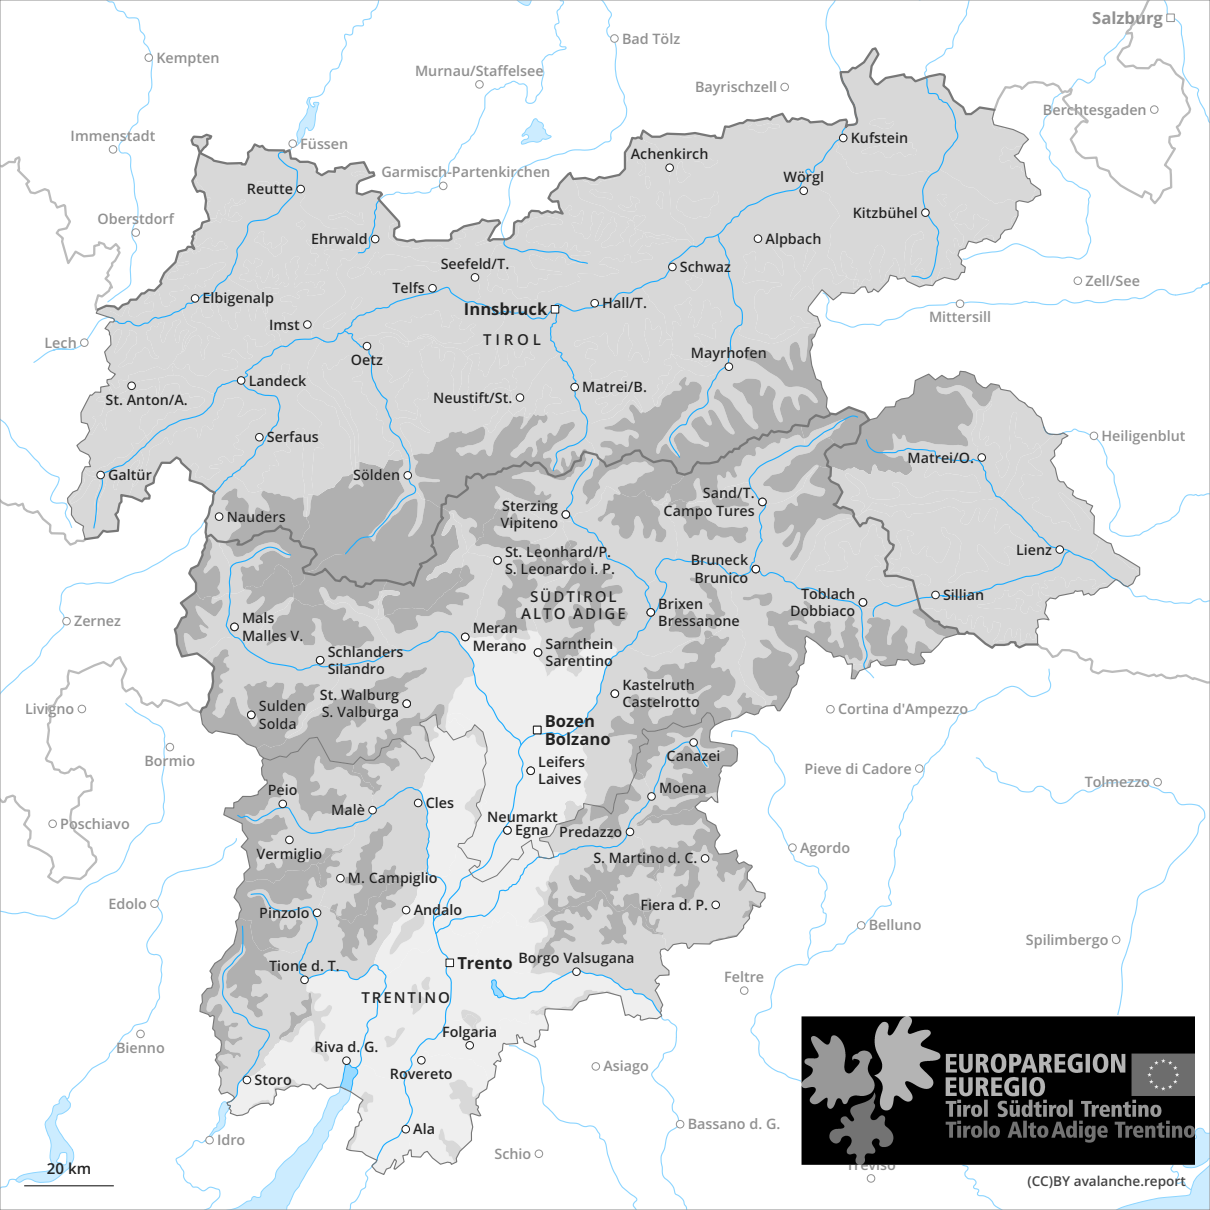 Salzburg
Kempten
Bad Tölz
Murnau/Staffelsee
Bayrischzell
Berchtesgaden
Immenstadt
Füssen
Kufstein
Achenkirch
Garmisch-Partenkirchen
Wörgl
Reutte
Oberstdorf
Kitzbühel
Ehrwald
Alpbach
Seefeld/T.
Schwaz
Zell/See
Telfs
Elbigenalp
Innsbruck
Hall/T.
Mittersill
Imst
TIROL
Lech
Oetz
Mayrhofen
Landeck
Matrei/B.
St. Anton/A.
Neustift/St.
Serfaus
Heiligenblut
Matrei/O.
Galtür
Sölden
Sand/T.
Campo Tures
Sterzing
Vipiteno
Nauders
St. Leonhard/P.
S. Leonardo i. P.
Lienz
Bruneck
Brunico
SÜDTIROL
ALTO ADIGE
Toblach
Dobbiaco
Sillian
Brixen
Bressanone
Zernez
Mals
Malles V.
Meran
Merano
Sarnthein
Sarentino
Schlanders
Silandro
Kastelruth
Castelrotto
St. Walburg
S. Valburga
Livigno
Sulden
Solda
Cortina d'Ampezzo
Bozen
Bolzano
Canazei
Bormio
Leifers
Laives
Pieve di Cadore
Tolmezzo
Peio
Moena
Malè
Cles
Neumarkt
Egna
Predazzo
Poschiavo
Vermiglio
Agordo
S. Martino d. C.
M. Campiglio
Edolo
Pinzolo
Andalo
Fiera d. P.
Belluno
Spilimbergo
Trento
Borgo Valsugana
Tione d. T.
Feltre
TRENTINO
Folgaria
Bienno
Riva d. G.
Rovereto
Asiago
Storo
EUROPAREGION
EUREGIO
Tirol Südtirol Trentino
Tirolo Alto Adige Trentino
Ala
Bassano d. G.
Idro
Schio
Treviso
20 km
(CC)BY avalanche.report